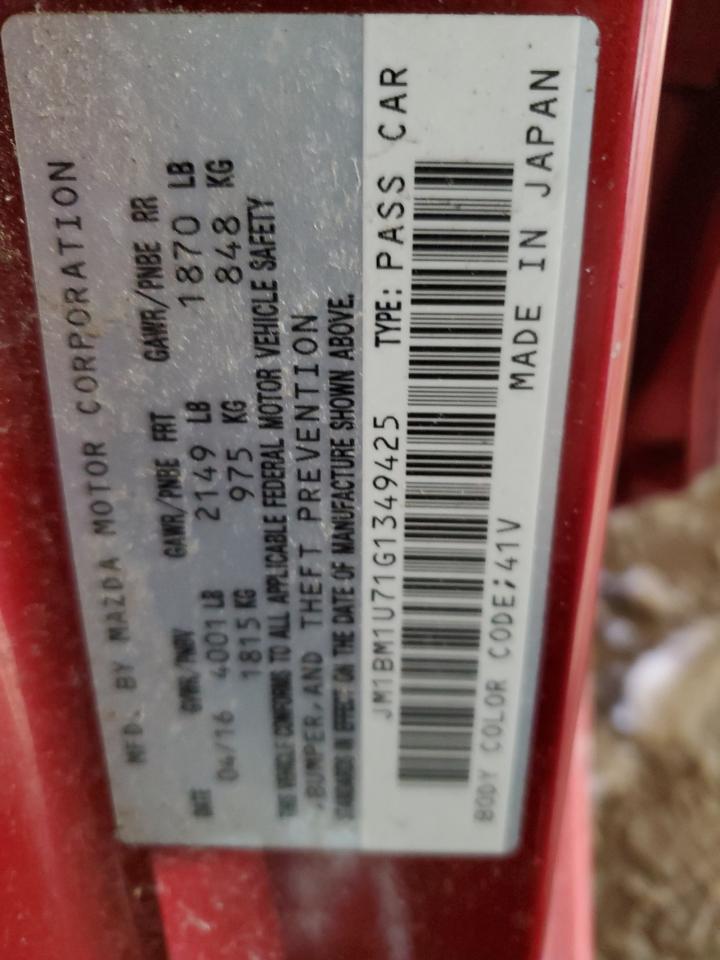 MFD. BY MAZDA MOTOR CORPORATION
DATE GVWR/PNBV GAWR/PNBE FRT GAWR/PNBE RR
04/16 4001 LB 2149 LB 1870 LB
1815 KG 975 KG 848 KG
THIS VEHICLE CONFORMS TO ALL APPLICABLE FEDERAL MOTOR VEHICLE SAFETY
,BUMPER,AND THEFT PREVENTION
STANDARDS IN EFFECT ON THE DATE OF MANUFACTURE SHOWN ABOVE.
JM1BM1U71G1349425 TYPE: PASS CAR
BODY COLOR CODE;41V MADE IN JAPAN